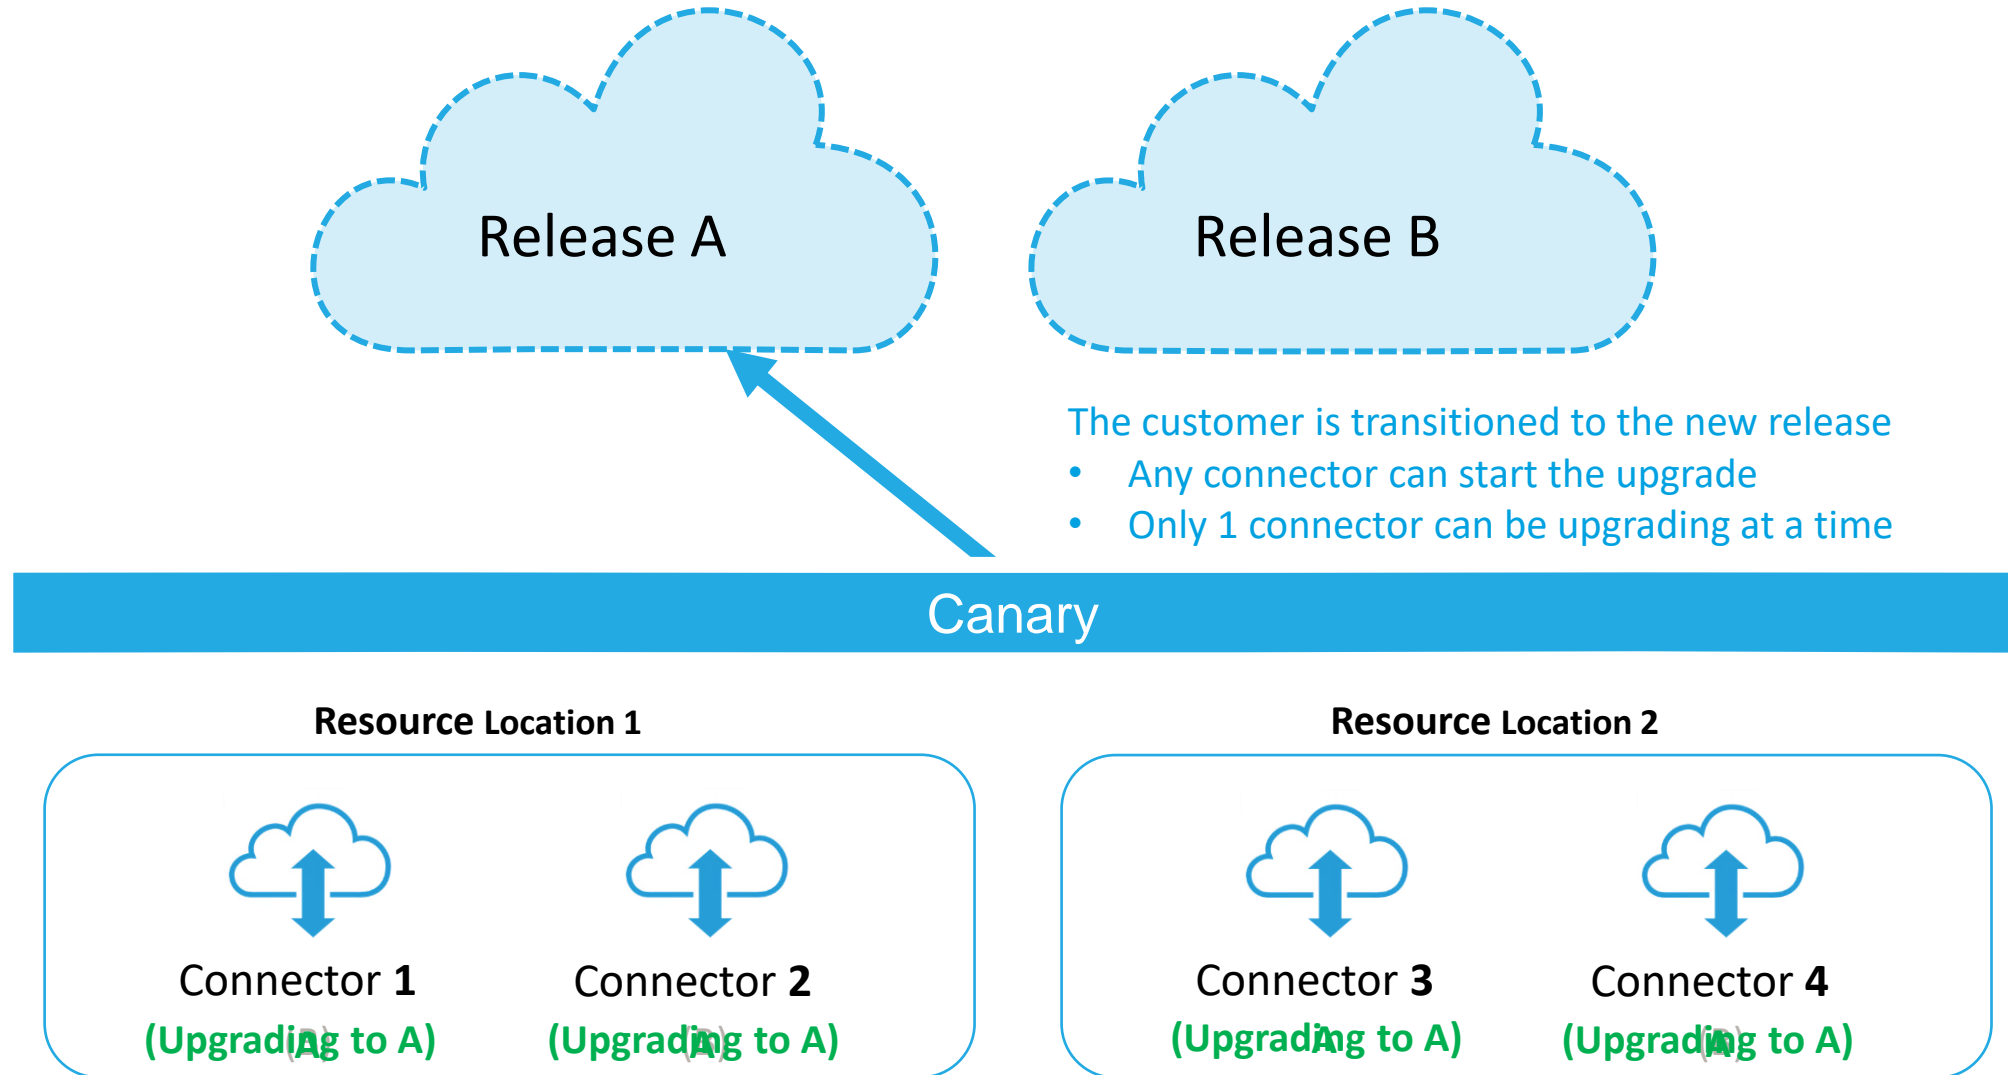 Release A
Release B
The customer is transitioned to the new release
• Any connector can start the upgrade
• Only 1 connector can be upgrading at a time
Canary
Resource Location 1
Resource Location 2
Connector 1
Connector 2
Connector 3
Connector 4
(Upgrading to A)
(Upgrading to A)
(Upgrading to A)
(Upgrading to A)